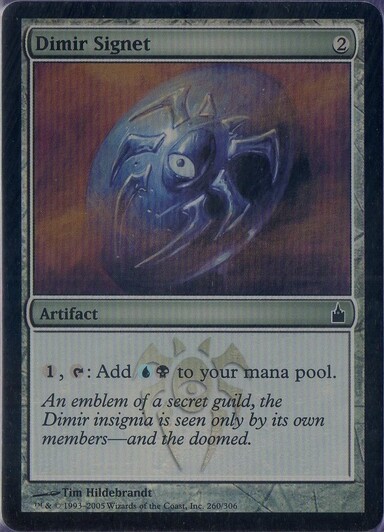 Dimir Signet 2
Artifact
1, T: Add to your mana pool.
An emblem of a secret guild, the
Dimir insignia is seen only by its own
members—and the doomed.
Tim Hildebrandt
™ & © 1993–2005 Wizards of the Coast, Inc. 260/306